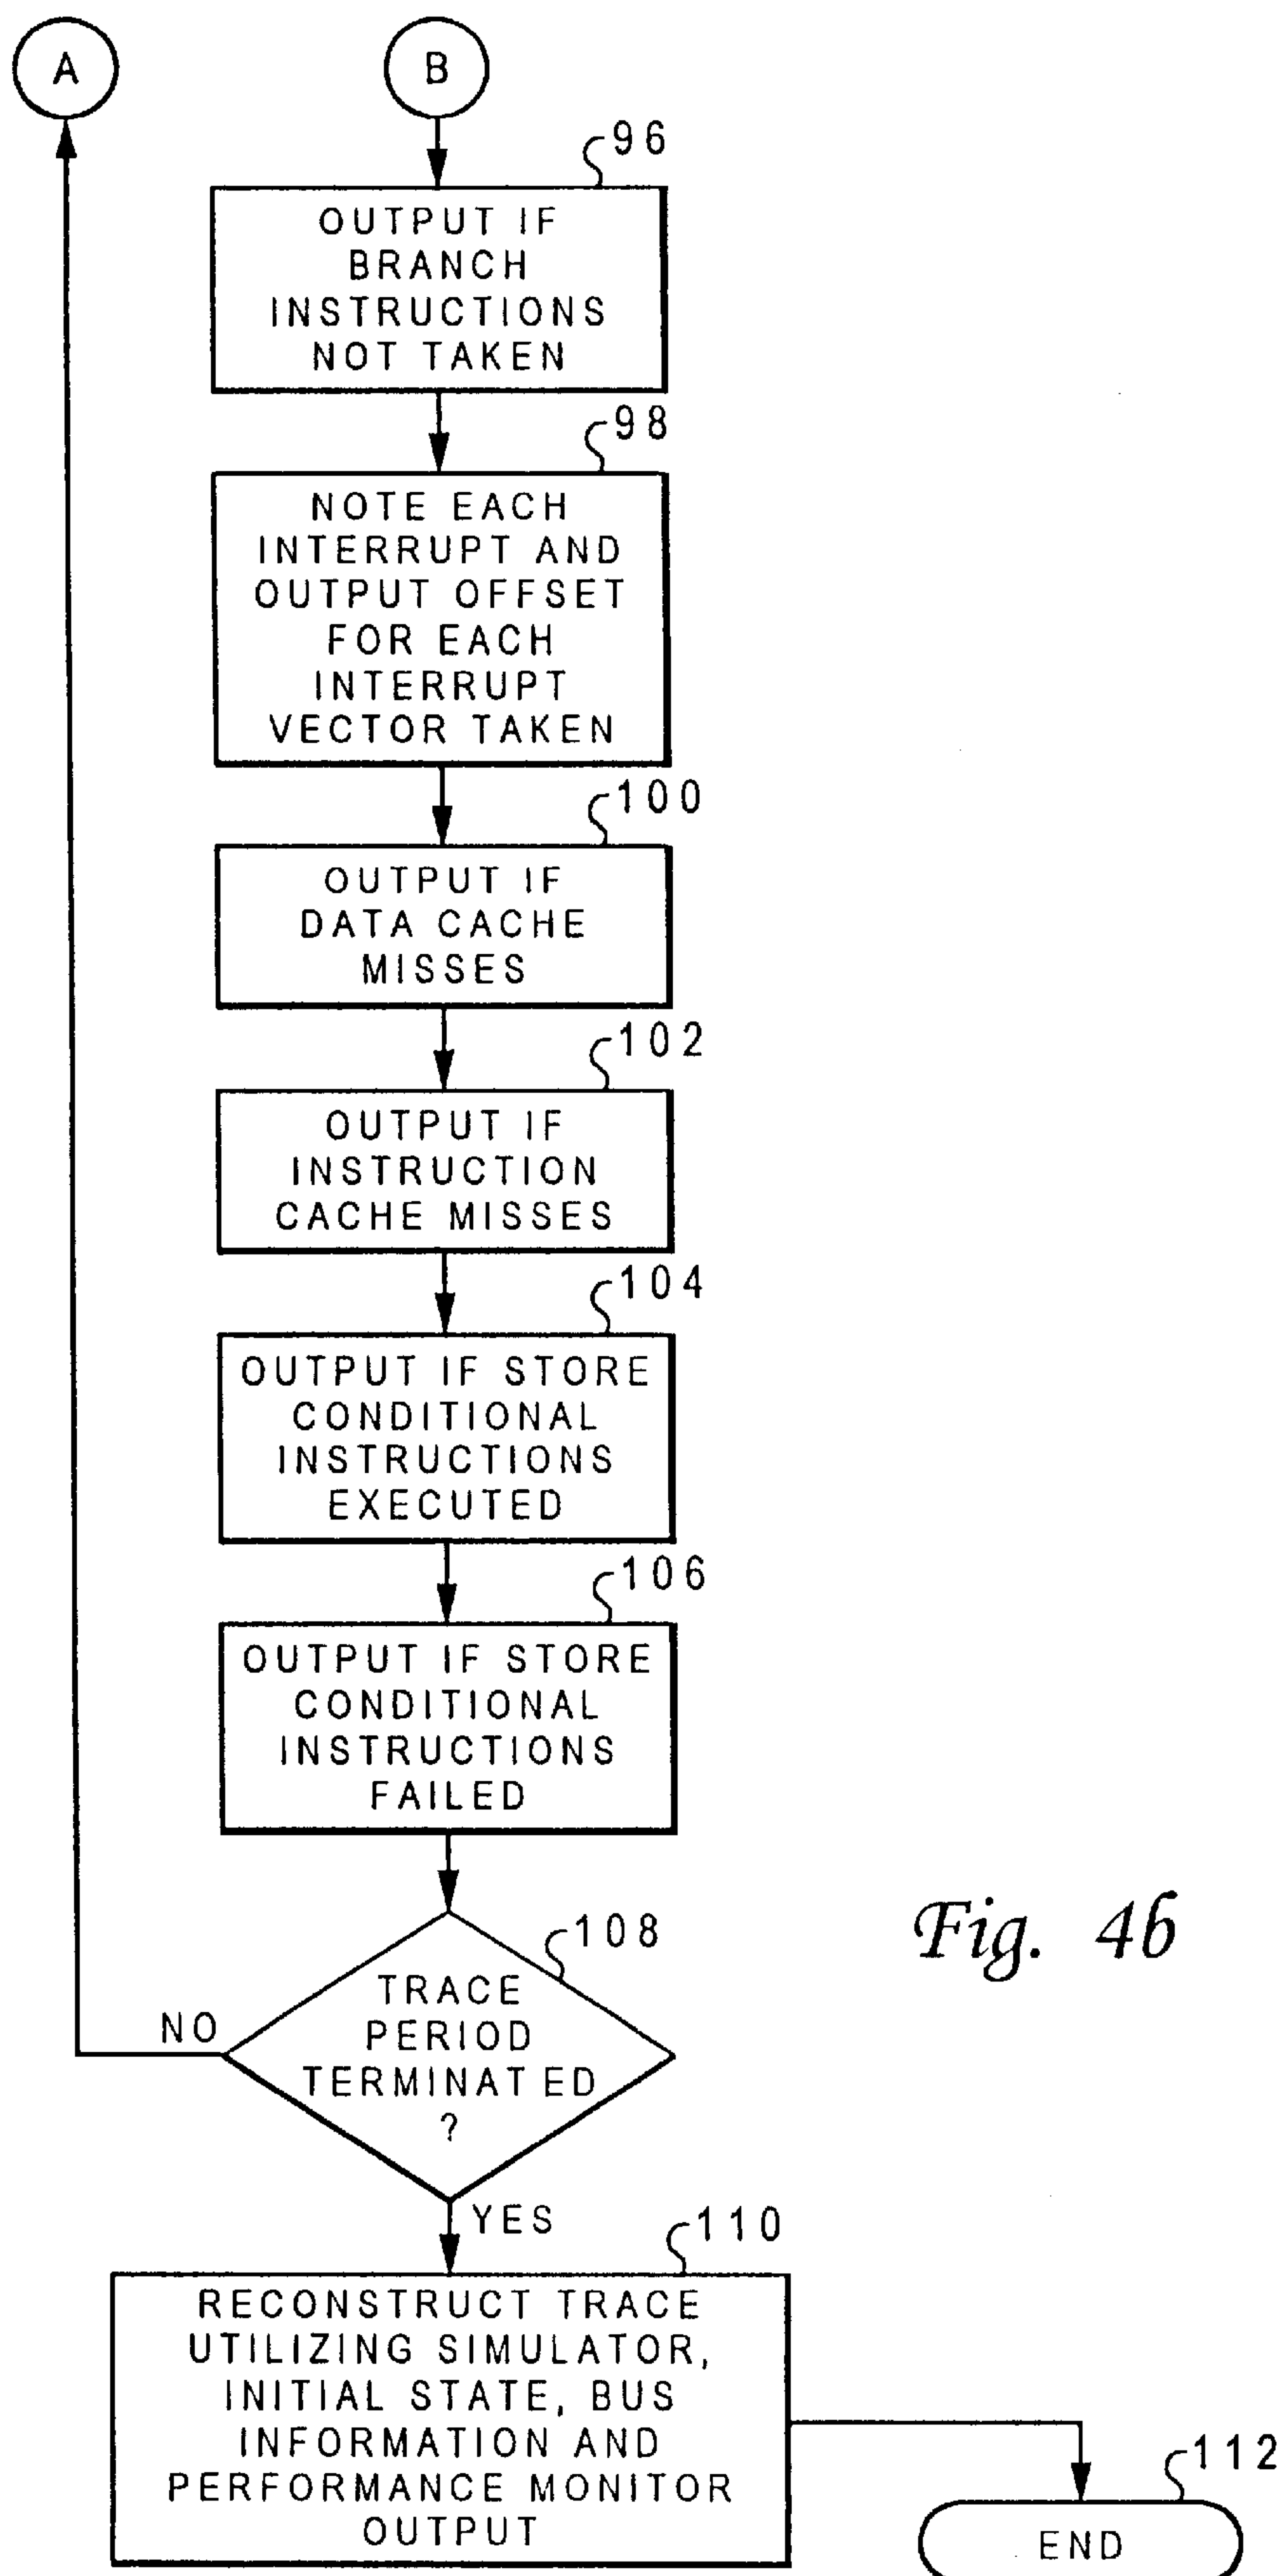 A
B
96
OUTPUT IF
BRANCH
INSTRUCTIONS
NOT TAKEN
98
NOTE EACH
INTERRUPT AND
OUTPUT OFFSET
FOR EACH
INTERRUPT
VECTOR TAKEN
100
OUTPUT IF
DATA CACHE
MISSES
102
OUTPUT IF
INSTRUCTION
CACHE MISSES
104
OUTPUT IF STORE
CONDITIONAL
INSTRUCTIONS
EXECUTED
106
OUTPUT IF STORE
CONDITIONAL
INSTRUCTIONS
FAILED
108
TRACE
PERIOD
TERMINATED
?
NO
YES
Fig. 4b
110
RECONSTRUCT TRACE
UTILIZING SIMULATOR,
INITIAL STATE, BUS
INFORMATION AND
PERFORMANCE MONITOR
OUTPUT
112
END